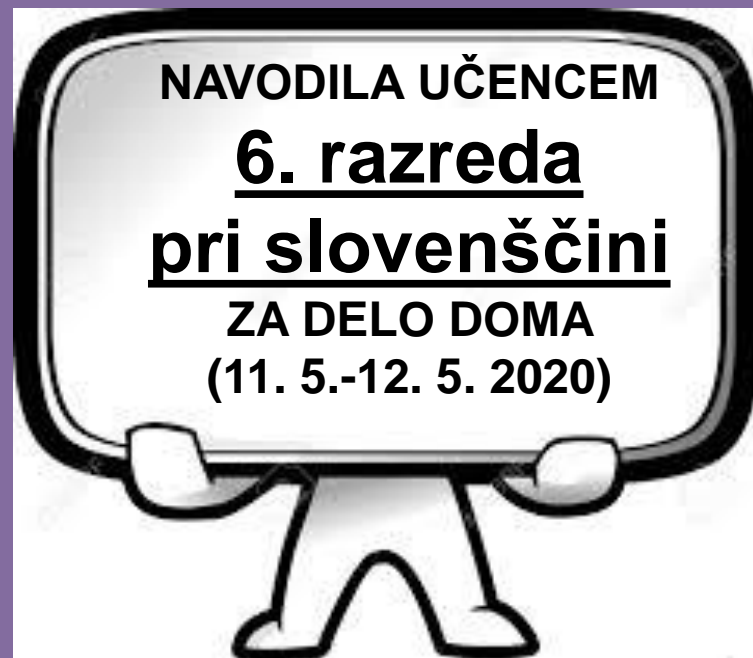 NAVODILA UČENCEM
6. razreda
pri slovenščini
ZA DELO DOMA
(11. 5.-12. 5. 2020)